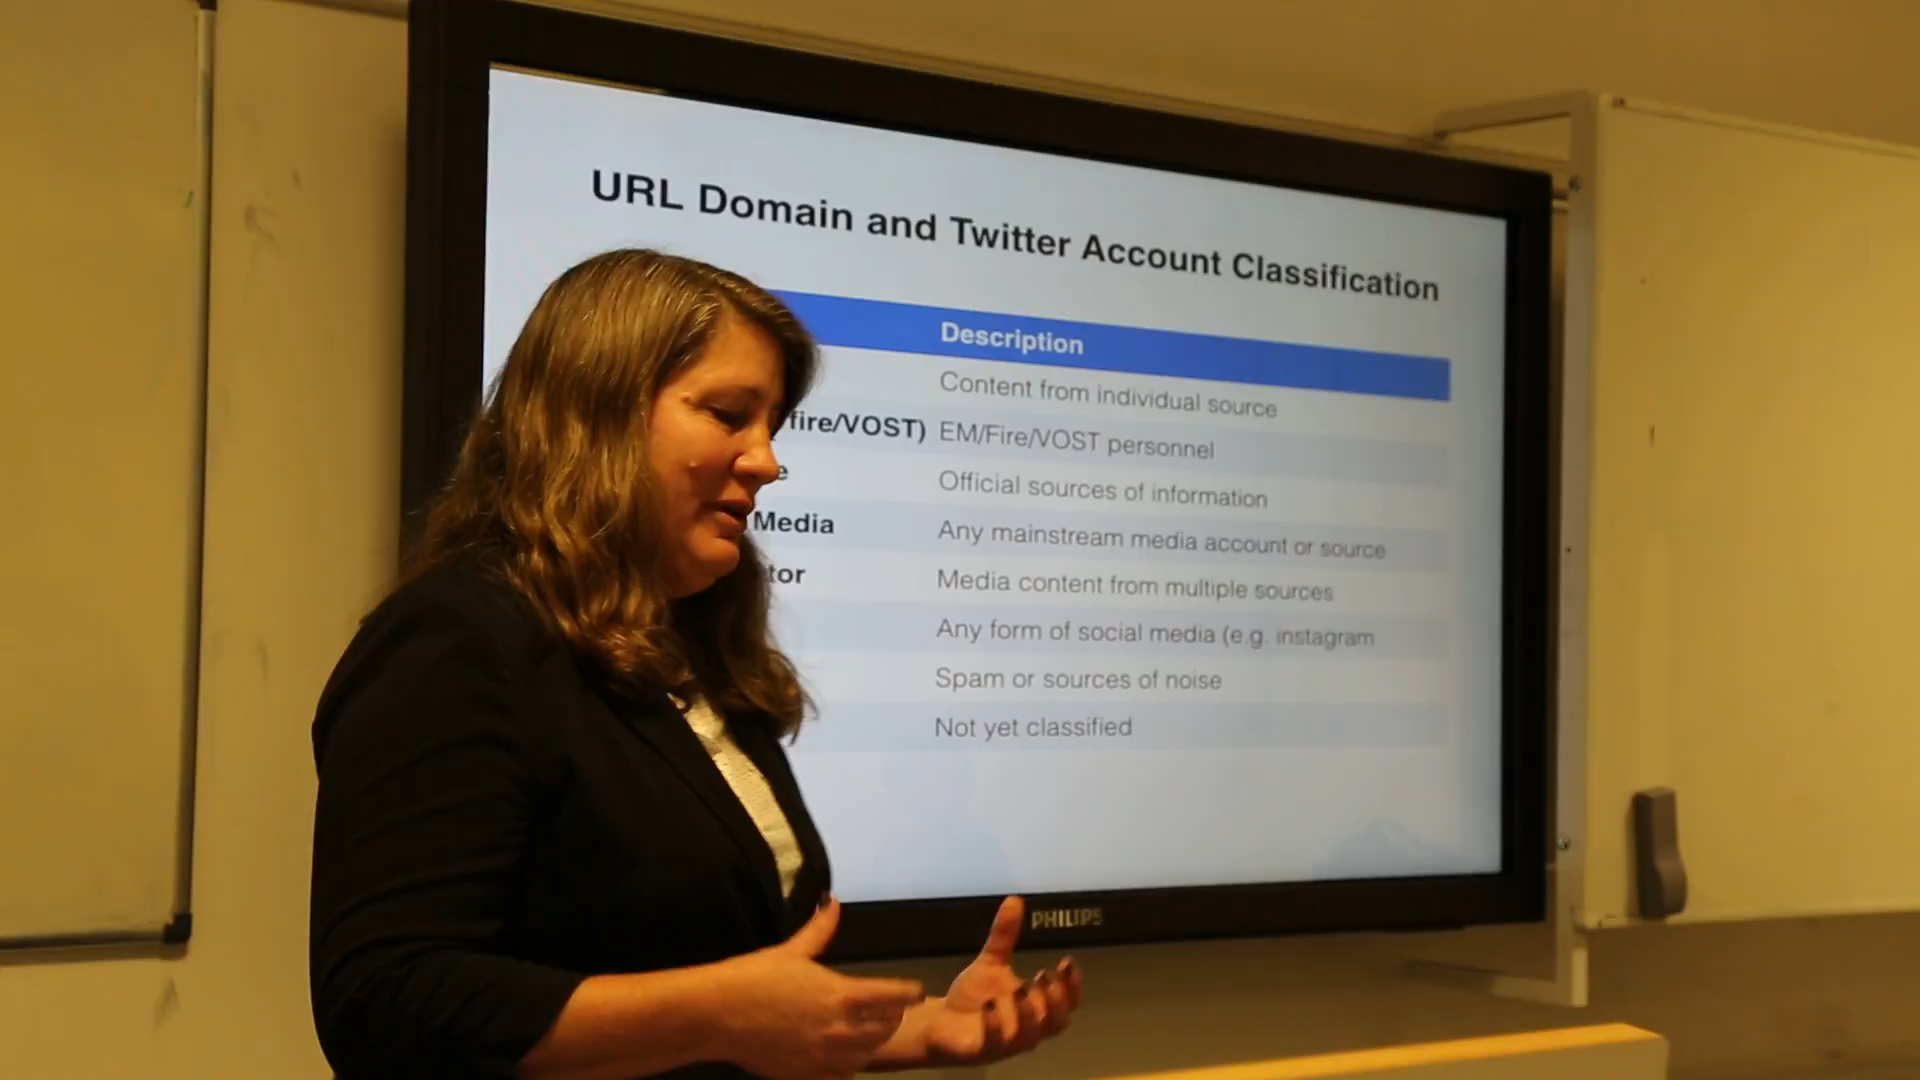 URL Domain and Twitter Account Classification
Description
Content from individual source
fire/VOST) EM/Fire/VOST personnel
e Official sources of information
Media Any mainstream media account or source
tor Media content from multiple sources
Any form of social media (e.g. instagram
Spam or sources of noise
Not yet classified
PHILIPS